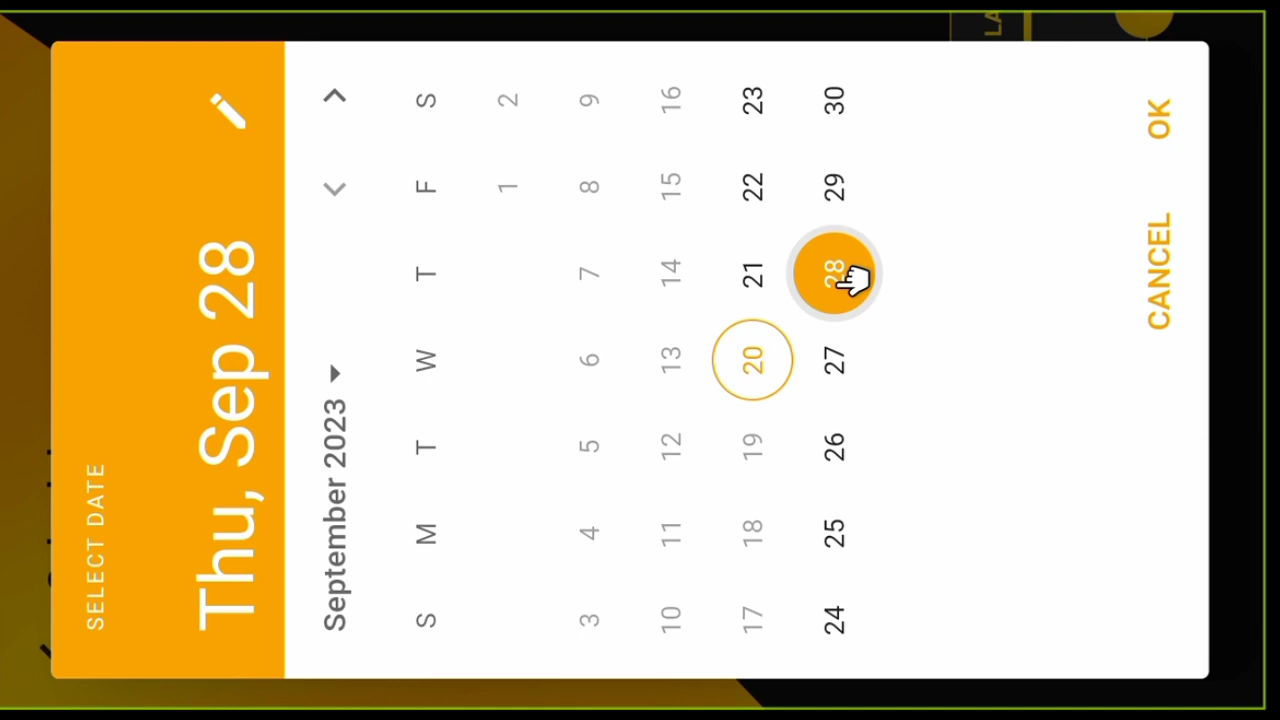 LA
SELECT DATE
Thu, Sep 28
September 2023
S M T W T F S
1 2
3 4 5 6 7 8 9
10 11 12 13 14 15 16
17 18 19 20 21 22 23
24 25 26 27 28 29 30
CANCEL OK